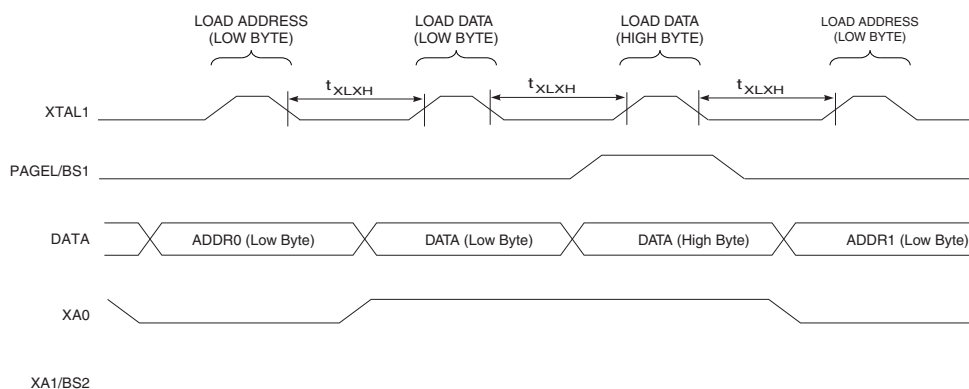 LOAD ADDRESS
(LOW BYTE)
LOAD DATA
(LOW BYTE)
LOAD DATA
(HIGH BYTE)
LOAD ADDRESS
(LOW BYTE)
tXLXH
tXLXH
tXLXH
XTAL1
PAGEL/BS1
DATA
ADDR0 (Low Byte)
DATA (Low Byte)
DATA (High Byte)
ADDR1 (Low Byte)
XA0
XA1/BS2